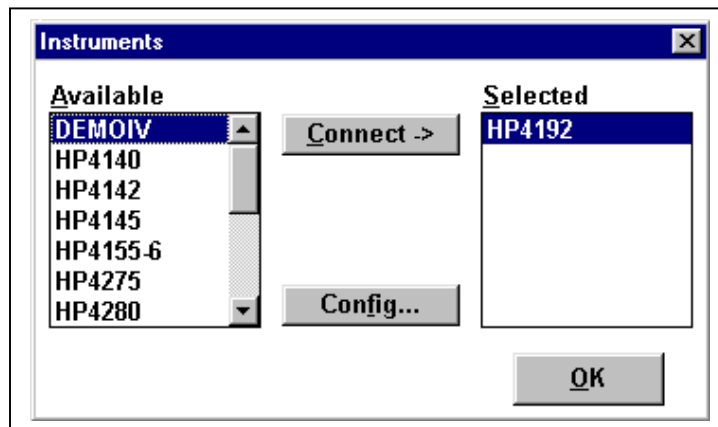 Instruments
Available
DEMOIV
HP4140
HP4142
HP4145
HP4155-6
HP4275
HP4280
Connect ->
Config...
Selected
HP4192
OK